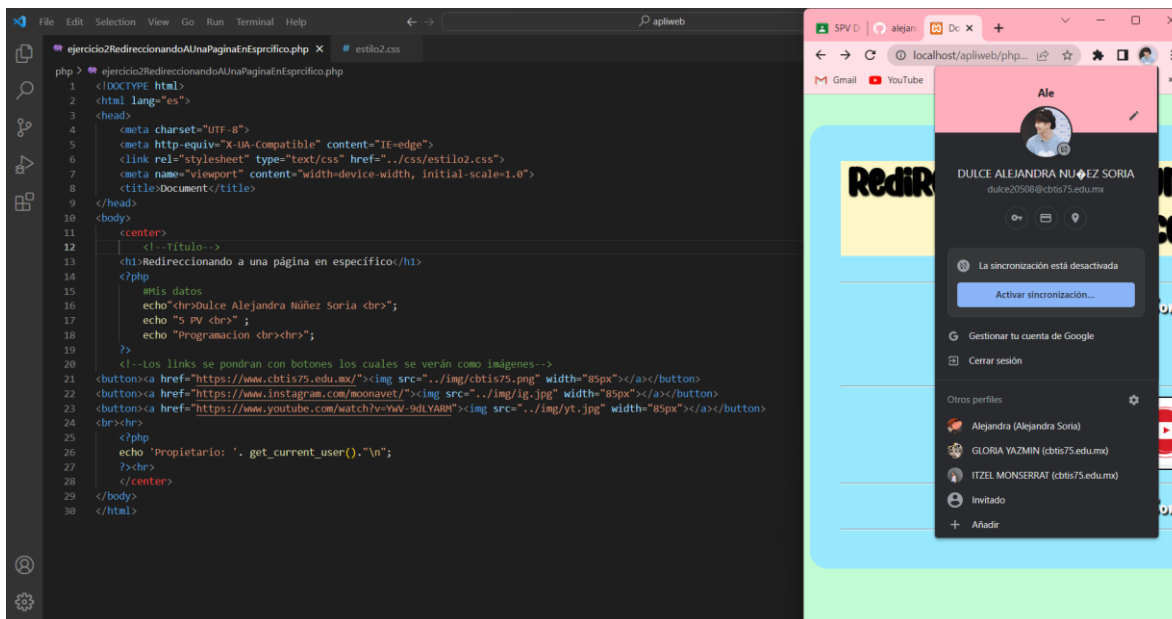 File Edit Selection View Go Run Terminal Help
apliweb
ejercicio2RedireccionandoAUnaPaginaEnEsprcifico.php
# estilo2.css
php > ejercicio2RedireccionandoAUnaPaginaEnEsprcifico.php
1 <!DOCTYPE html>
2 <html lang="es">
3 <head>
4 <meta charset="UTF-8">
5 <meta http-equiv="X-UA-Compatible" content="IE=edge">
6 <link rel="stylesheet" type="text/css" href="../css/estilo2.css">
7 <meta name="viewport" content="width=device-width, initial-scale=1.0">
8 <title>Document</title>
9 </head>
10 <body>
11 <center>
12 <!--Título-->
13 <h1>Redireccionando a una página en específico</h1>
14 <?php
15 #Mis datos
16 echo"<hr>Dulce Alejandra Núñez Soria <br>";
17 echo "5 PV <br>" ;
18 echo "Programacion <br><hr>";
19 ?>
20 <!--Los links se pondran con botones los cuales se verán como imágenes-->
21 <button><a href="https://www.cbtis75.edu.mx/"><img src="../img/cbtis75.png" width="85px"></a></button>
22 <button><a href="https://www.instagram.com/moonavet/"><img src="../img/ig.jpg" width="85px"></a></button>
23 <button><a href="https://www.youtube.com/watch?v=YwV-9dLYARM"><img src="../img/yt.jpg" width="85px"></a></button>
24 <br><hr>
25 <?php
26 echo 'Propietario: '. get_current_user()."\n";
27 ?><hr>
28 </center>
29 </body>
30 </html>
5PV D
alejan
Do
localhost/apliweb/php...
Gmail YouTube
RediR
Ale
DULCE ALEJANDRA NU�EZ SORIA
dulce20508@cbtis75.edu.mx
La sincronización está desactivada
Activar sincronización...
Gestionar tu cuenta de Google
Cerrar sesión
Otros perfiles
Alejandra (Alejandra Soria)
GLORIA YAZMIN (cbtis75.edu.mx)
ITZEL MONSERRAT (cbtis75.edu.mx)
Invitado
Añadir